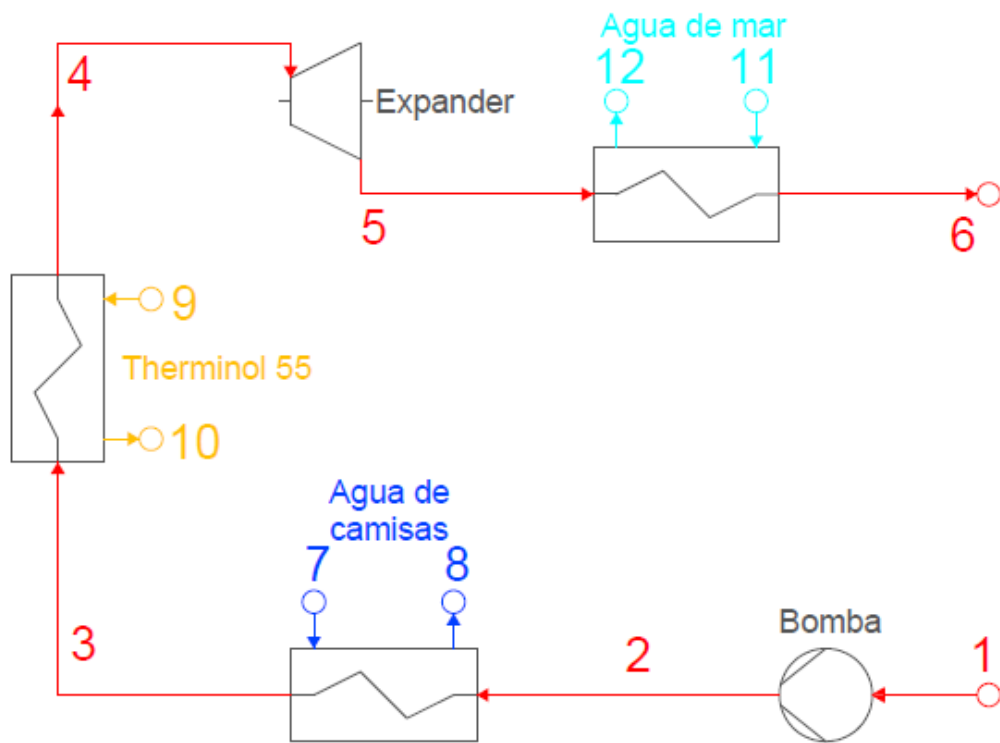 Agua de mar
12 11
4
Expander
5
6
9
Therminol 55
10
Agua de
camisas
7 8
Bomba
3
2
1